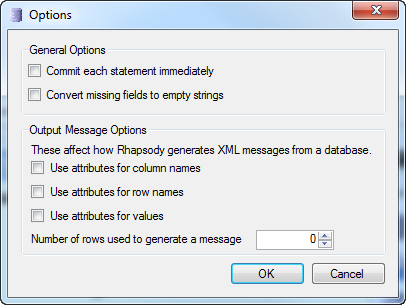 Options
General Options
Commit each statement immediately
Convert missing fields to empty strings
Output Message Options
These affect how Rhapsody generates XML messages from a database.
Use attributes for column names
Use attributes for row names
Use attributes for values
Number of rows used to generate a message 0
OK Cancel